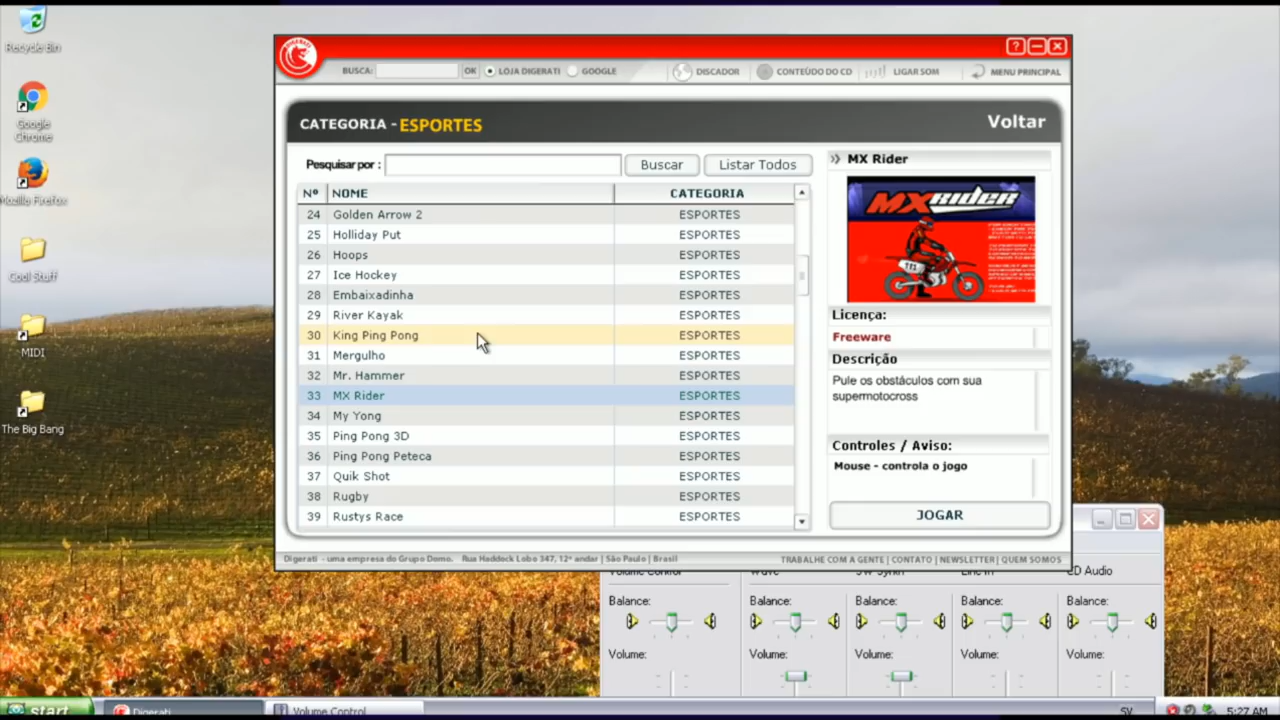 Recycle Bin
Google
Chrome
Mozilla Firefox
Cool Stuff
MIDI
The Big Bang
DIGERATI
BUSCA:
OK
LOJA DIGERATI
GOOGLE
DISCADOR
CONTEÚDO DO CD
LIGAR SOM
MENU PRINCIPAL
CATEGORIA - ESPORTES
Voltar
Pesquisar por :
Buscar
Listar Todos
Nº NOME CATEGORIA
24 Golden Arrow 2 ESPORTES
25 Holliday Put ESPORTES
26 Hoops ESPORTES
27 Ice Hockey ESPORTES
28 Embaixadinha ESPORTES
29 River Kayak ESPORTES
30 King Ping Pong ESPORTES
31 Mergulho ESPORTES
32 Mr. Hammer ESPORTES
33 MX Rider ESPORTES
34 My Yong ESPORTES
35 Ping Pong 3D ESPORTES
36 Ping Pong Peteca ESPORTES
37 Quik Shot ESPORTES
38 Rugby ESPORTES
39 Rustys Race ESPORTES
MX Rider
MXRIDER
Licença:
Freeware
Descrição
Pule os obstáculos com sua
supermotocross
Controles / Aviso:
Mouse - controla o jogo
JOGAR
Digerati - uma empresa do Grupo Domo. Rua Haddock Lobo 347, 12º andar | São Paulo | Brasil
TRABALHE COM A GENTE | CONTATO | NEWSLETTER | QUEM SOMOS
Volume Control
Wave
SW Synth
Line In
CD Audio
Balance:
Balance:
Balance:
Balance:
Balance:
Volume:
Volume:
Volume:
Volume:
Volume:
start
Digerati
Volume Control
SV
5:27 AM